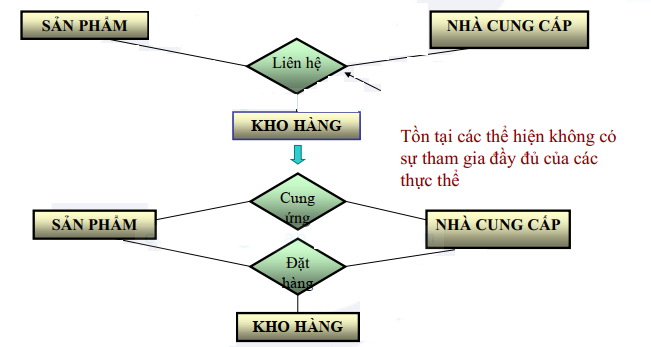 SẢN PHẨM
NHÀ CUNG CẤP
Liên hệ
KHO HÀNG
Tồn tại các thể hiện không có
sự tham gia đầy đủ của các
thực thể
Cung
ứng
SẢN PHẨM
NHÀ CUNG CẤP
Đặt
hàng
KHO HÀNG